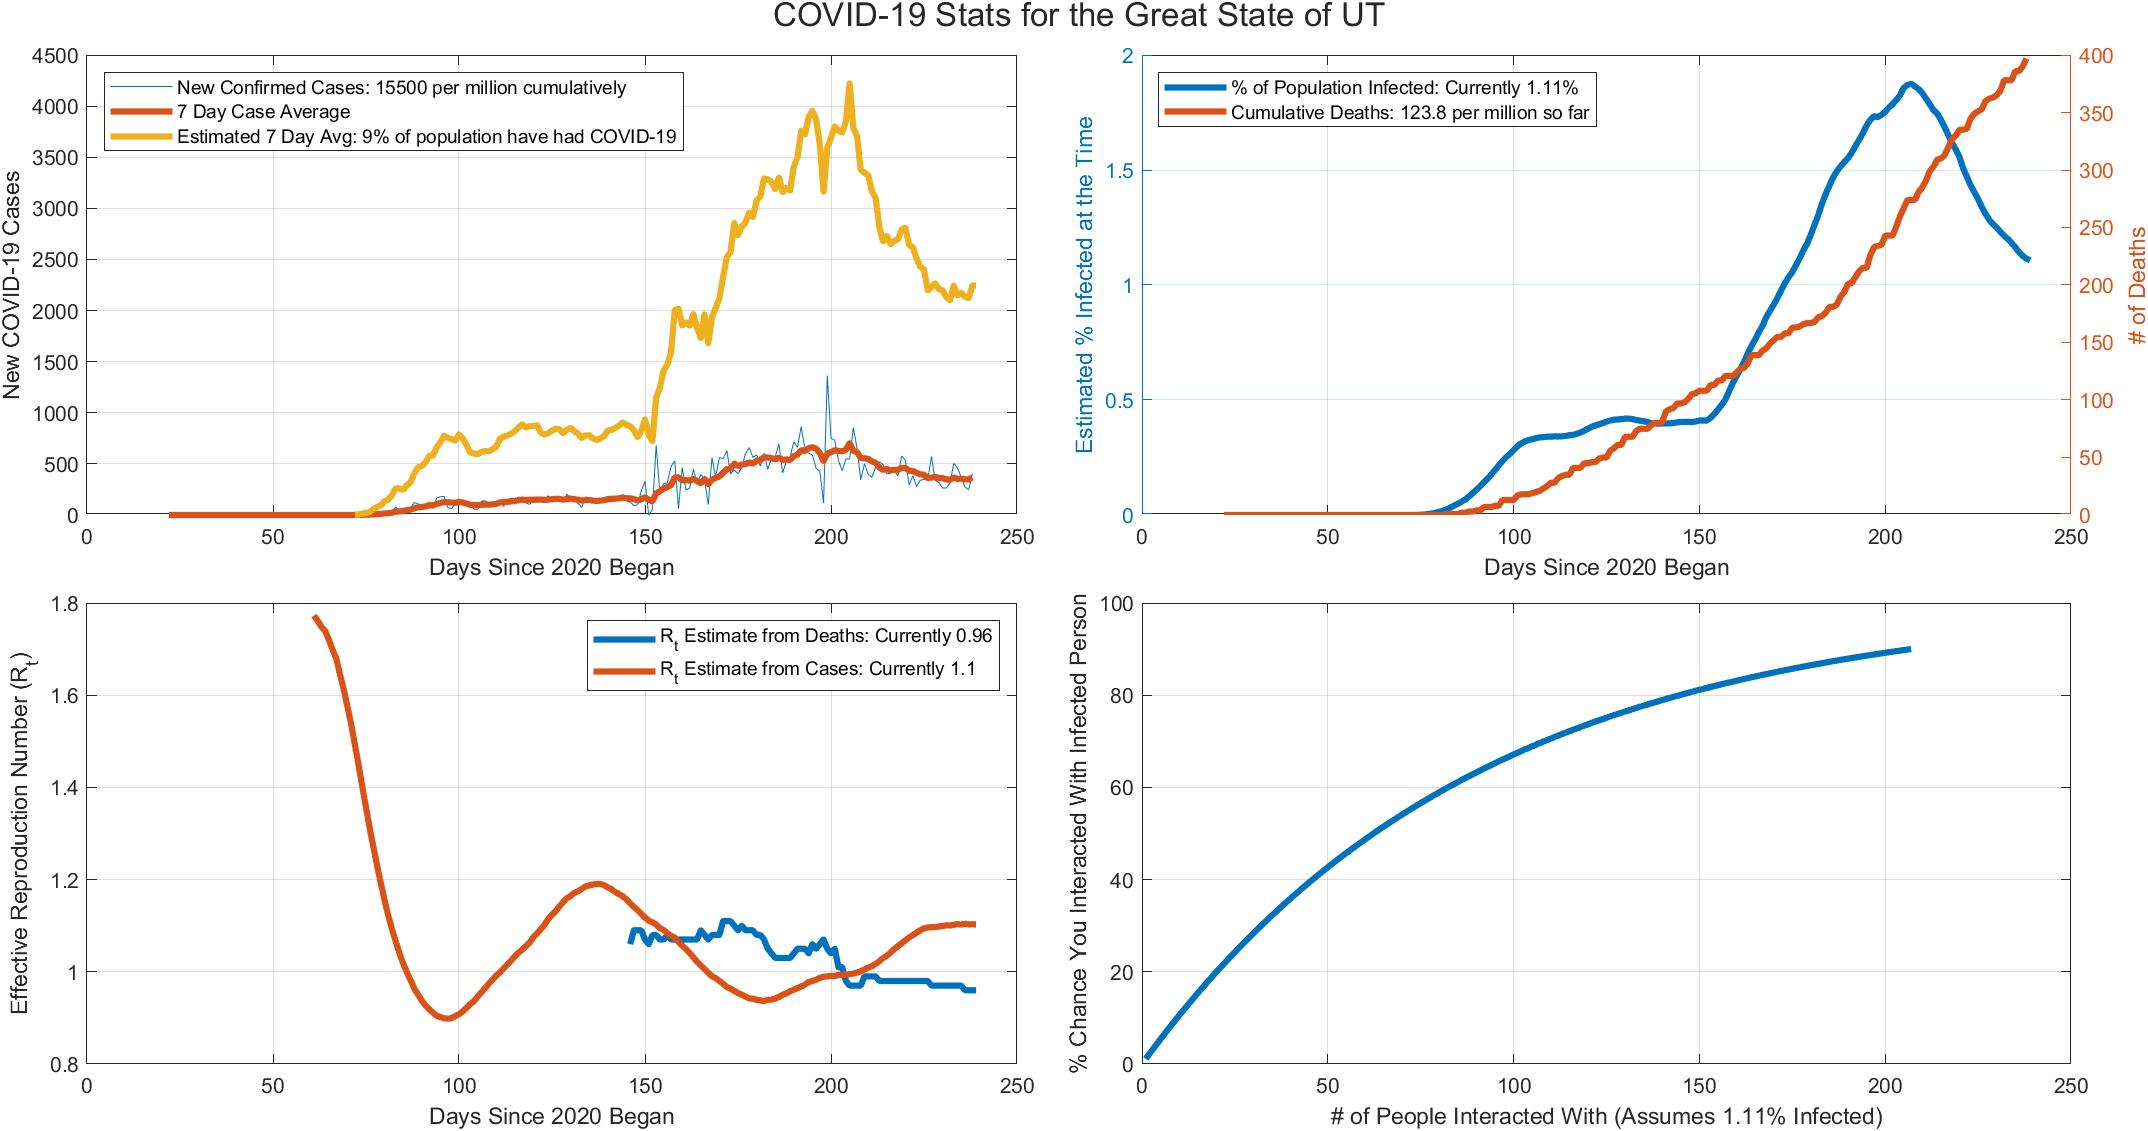 COVID-19 Stats for the Great State of UT
New COVID-19 Cases
4500
4000
3500
3000
2500
2000
1500
1000
500
0
New Confirmed Cases: 15500 per million cumulatively
7 Day Case Average
Estimated 7 Day Avg: 9% of population have had COVID-19
0 50 100 150 200 250
Days Since 2020 Began
Estimated % Infected at the Time
2
1.5
1
0.5
0
% of Population Infected: Currently 1.11%
Cumulative Deaths: 123.8 per million so far
400
350
300
250
200
150
100
50
0
# of Deaths
0 50 100 150 200 250
Days Since 2020 Began
Effective Reproduction Number (Rt)
1.8
1.6
1.4
1.2
1
0.8
Rt Estimate from Deaths: Currently 0.96
Rt Estimate from Cases: Currently 1.1
0 50 100 150 200 250
Days Since 2020 Began
% Chance You Interacted With Infected Person
100
80
60
40
20
0
0 50 100 150 200 250
# of People Interacted With (Assumes 1.11% Infected)